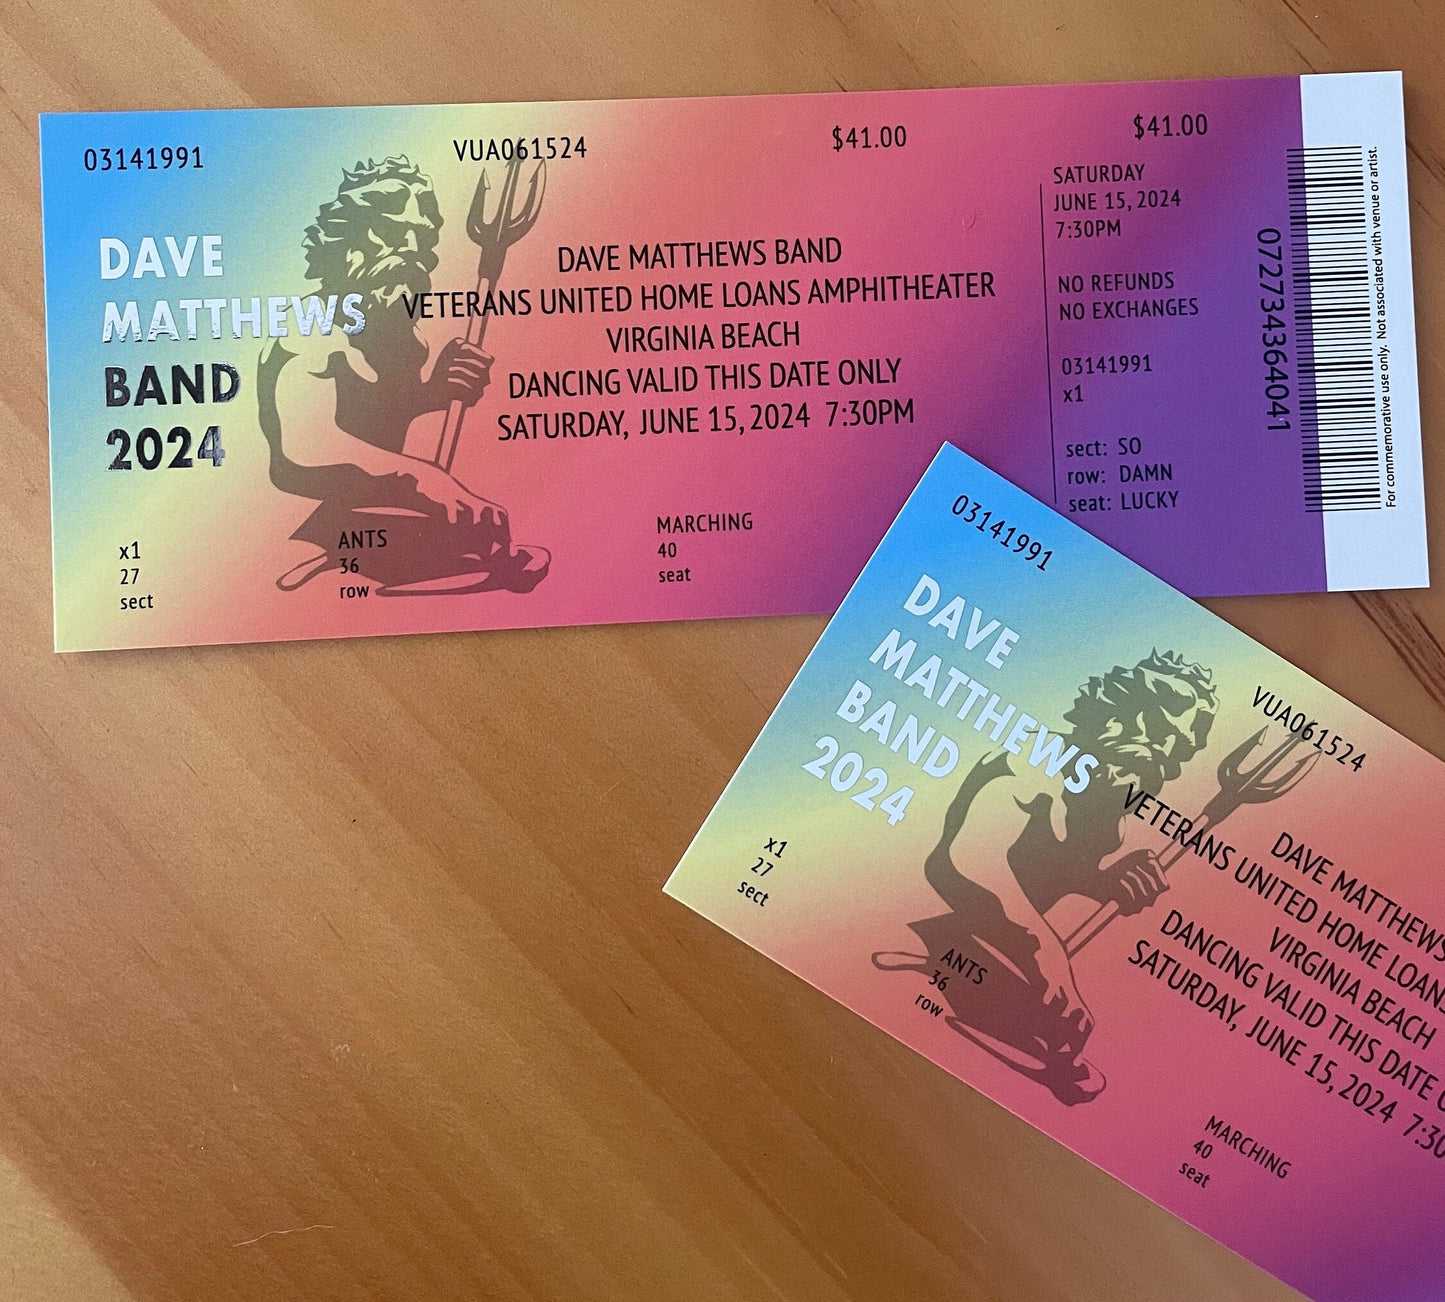 03141991
VUA061524
$41.00
$41.00
DAVE
MATTHEWS
BAND
2024
DAVE MATTHEWS BAND
VETERANS UNITED HOME LOANS AMPHITHEATER
VIRGINIA BEACH
DANCING VALID THIS DATE ONLY
SATURDAY, JUNE 15, 2024 7:30PM
x1
27
sect
ANTS
36
row
MARCHING
40
seat
SATURDAY
JUNE 15, 2024
7:30PM
NO REFUNDS
NO EXCHANGES
03141991
x1
sect: SO
row: DAMN
seat: LUCKY
072734364041
For commemorative use only. Not associated with venue or artist.
03141991
VUA061524
DAVE
MATTHEWS
BAND
2024
DAVE MATTHEWS
VETERANS UNITED HOME LOAN
VIRGINIA BEACH
DANCING VALID THIS DATE
SATURDAY, JUNE 15, 2024 7:30
x1
27
sect
ANTS
36
row
MARCHING
40
seat